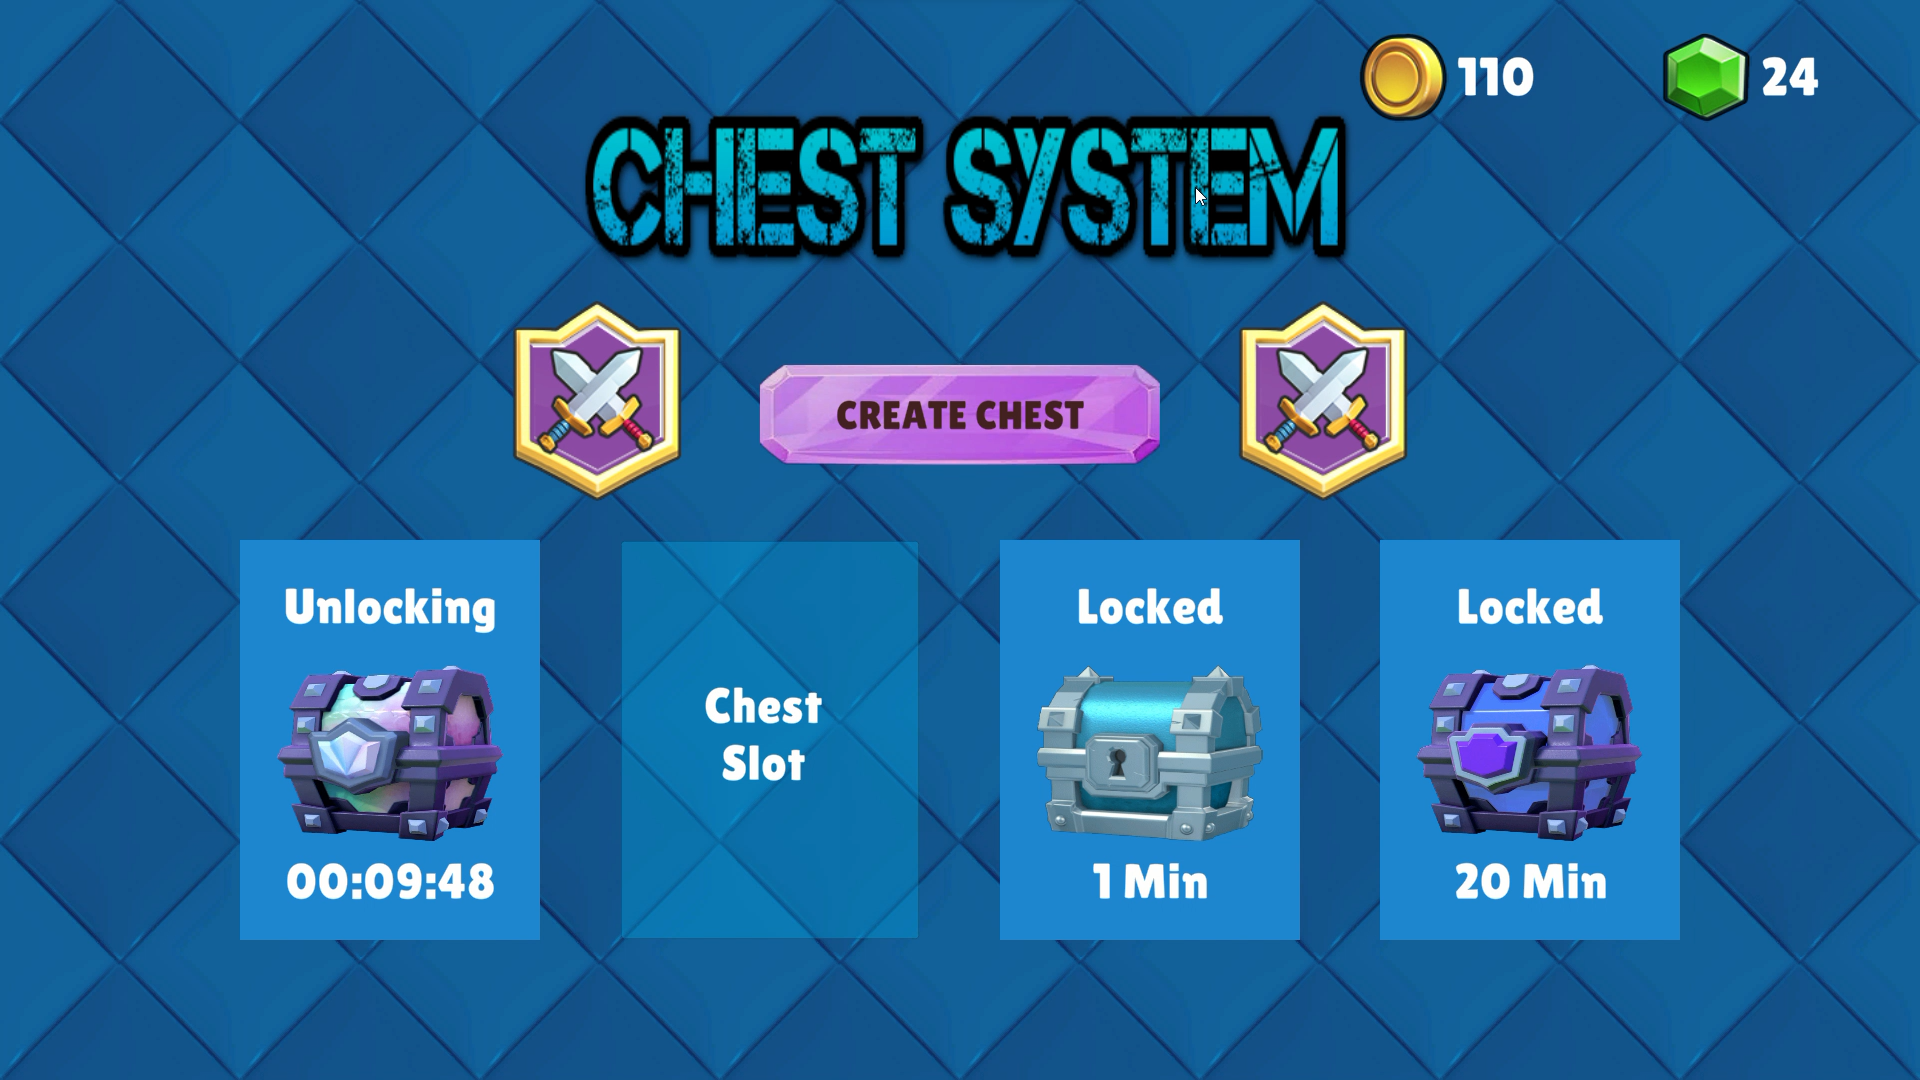 110
24
CHEST SYSTEM
CREATE CHEST
Unlocking
00:09:48
Chest
Slot
Locked
1 Min
Locked
20 Min